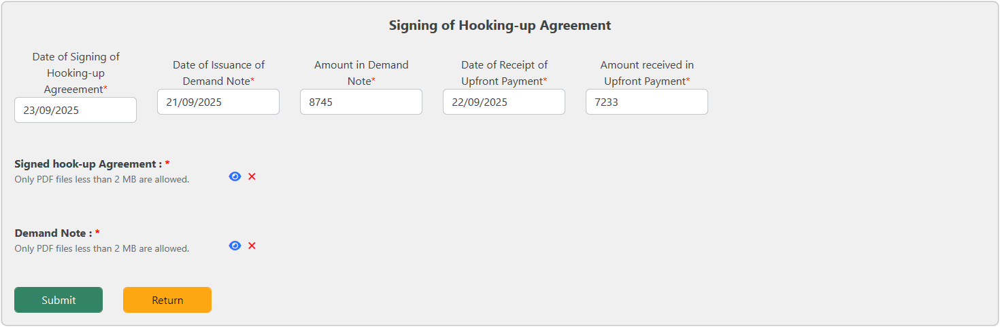 Signing of Hooking-up Agreement
Date of Signing of
Hooking-up
Agreeement*
23/09/2025
Date of Issuance of
Demand Note*
21/09/2025
Amount in Demand
Note*
8745
Date of Receipt of
Upfront Payment*
22/09/2025
Amount received in
Upfront Payment*
7233
Signed hook-up Agreement : *
Only PDF files less than 2 MB are allowed.
Demand Note : *
Only PDF files less than 2 MB are allowed.
Submit
Return